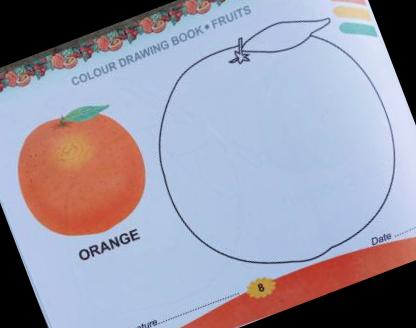 COLOUR DRAWING BOOK • FRUITS
ORANGE
Date ......
8